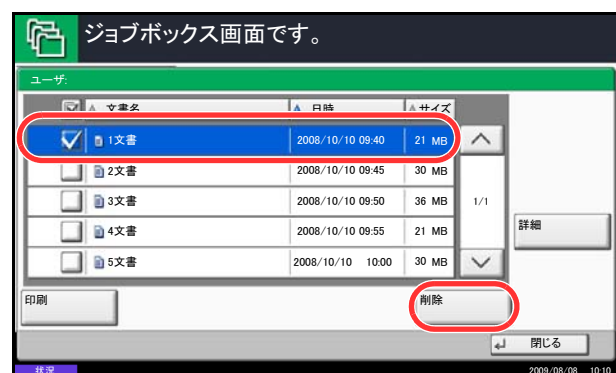 ジョブボックス画面です。
ユーザ:
文書名 日時 サイズ
1文書 2008/10/10 09:40 21 MB
2文書 2008/10/10 09:45 30 MB
3文書 2008/10/10 09:50 36 MB 1/1
4文書 2008/10/10 09:55 21 MB 詳細
5文書 2008/10/10 10:00 30 MB
印刷 削除
閉じる
状況 2009/08/08 10:10